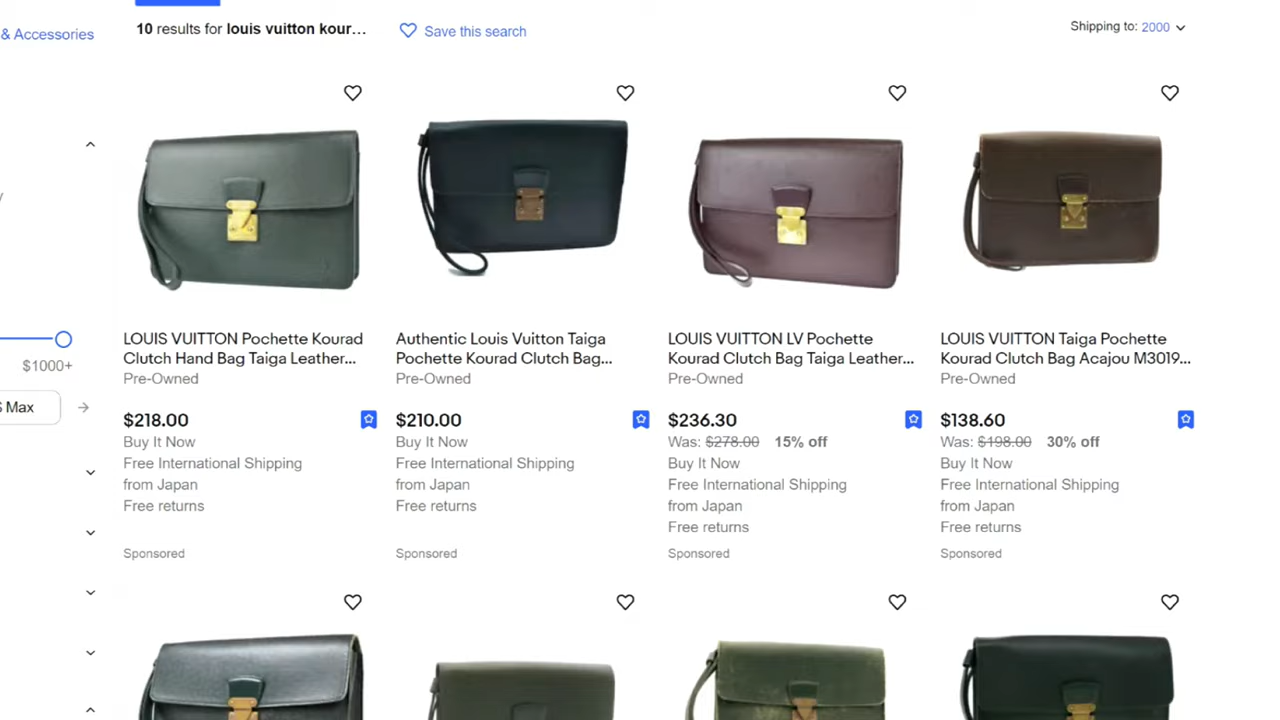 & Accessories
10 results for louis vuitton kour...
Save this search
Shipping to: 2000
$1000+
$ Max
LOUIS VUITTON Pochette Kourad
Clutch Hand Bag Taiga Leather...
Pre-Owned
$218.00
Buy It Now
Free International Shipping
from Japan
Free returns
Sponsored
Authentic Louis Vuitton Taiga
Pochette Kourad Clutch Bag...
Pre-Owned
$210.00
Buy It Now
Free International Shipping
from Japan
Free returns
Sponsored
LOUIS VUITTON LV Pochette
Kourad Clutch Bag Taiga Leather...
Pre-Owned
$236.30
Was: $278.00 15% off
Buy It Now
Free International Shipping
from Japan
Free returns
Sponsored
LOUIS VUITTON Taiga Pochette
Kourad Clutch Bag Acajou M3019...
Pre-Owned
$138.60
Was: $198.00 30% off
Buy It Now
Free International Shipping
from Japan
Free returns
Sponsored